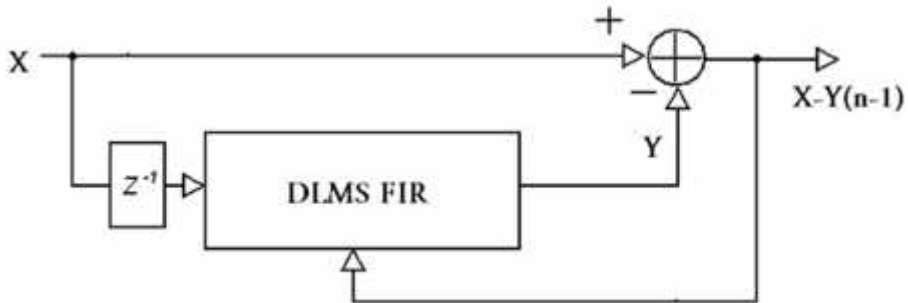 +
X
−
X-Y(n-1)
Y
Z⁻¹
DLMS FIR